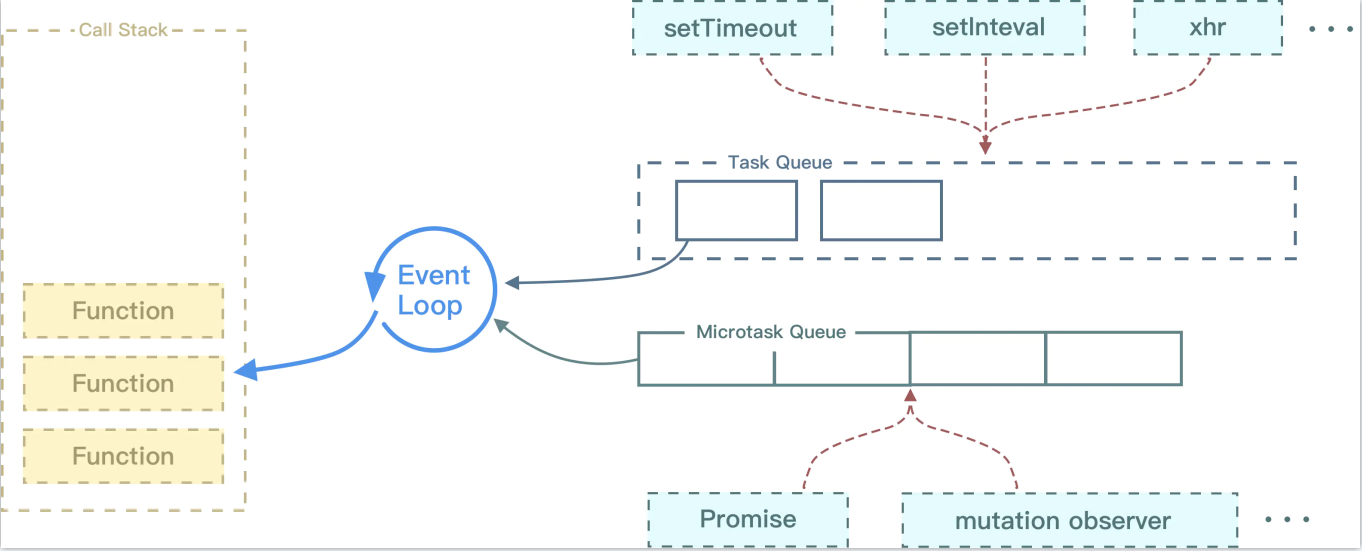 Call Stack
setTimeout
setInteval
xhr
Task Queue
Event
Loop
Function
Microtask Queue
Function
Function
Promise
mutation observer